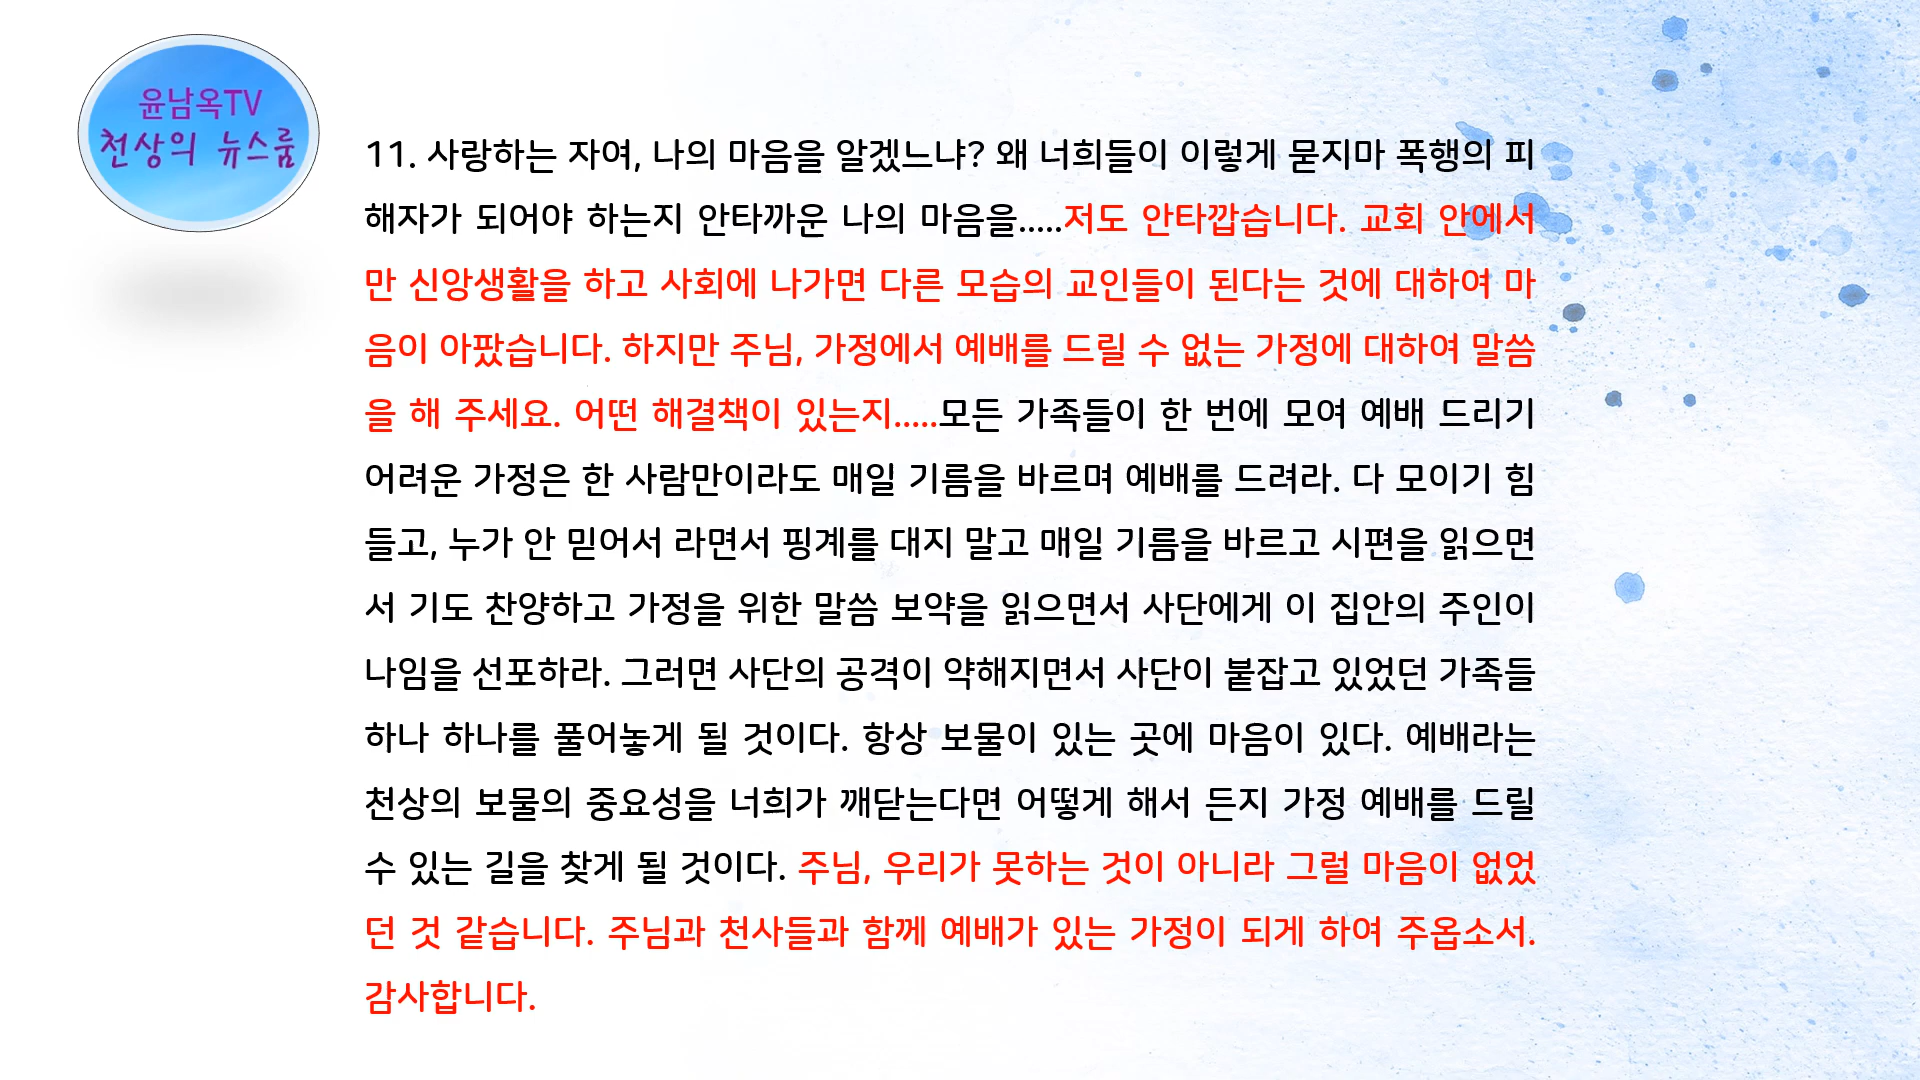 윤남옥TV
천상의 뉴스룸
11. 사랑하는 자여, 나의 마음을 알겠느냐? 왜 너희들이 이렇게 묻지마 폭행의 피
해자가 되어야 하는지 안타까운 나의 마음을.....저도 안타깝습니다. 교회 안에서
만 신앙생활을 하고 사회에 나가면 다른 모습의 교인들이 된다는 것에 대하여 마
음이 아팠습니다. 하지만 주님, 가정에서 예배를 드릴 수 없는 가정에 대하여 말씀
을 해 주세요. 어떤 해결책이 있는지.....모든 가족들이 한 번에 모여 예배 드리기
어려운 가정은 한 사람만이라도 매일 기름을 바르며 예배를 드려라. 다 모이기 힘
들고, 누가 안 믿어서 라면서 핑계를 대지 말고 매일 기름을 바르고 시편을 읽으면
서 기도 찬양하고 가정을 위한 말씀 보약을 읽으면서 사단에게 이 집안의 주인이
나임을 선포하라. 그러면 사단의 공격이 약해지면서 사단이 붙잡고 있었던 가족들
하나 하나를 풀어놓게 될 것이다. 항상 보물이 있는 곳에 마음이 있다. 예배라는
천상의 보물의 중요성을 너희가 깨닫는다면 어떻게 해서 든지 가정 예배를 드릴
수 있는 길을 찾게 될 것이다. 주님, 우리가 못하는 것이 아니라 그럴 마음이 없었
던 것 같습니다. 주님과 천사들과 함께 예배가 있는 가정이 되게 하여 주옵소서.
감사합니다.